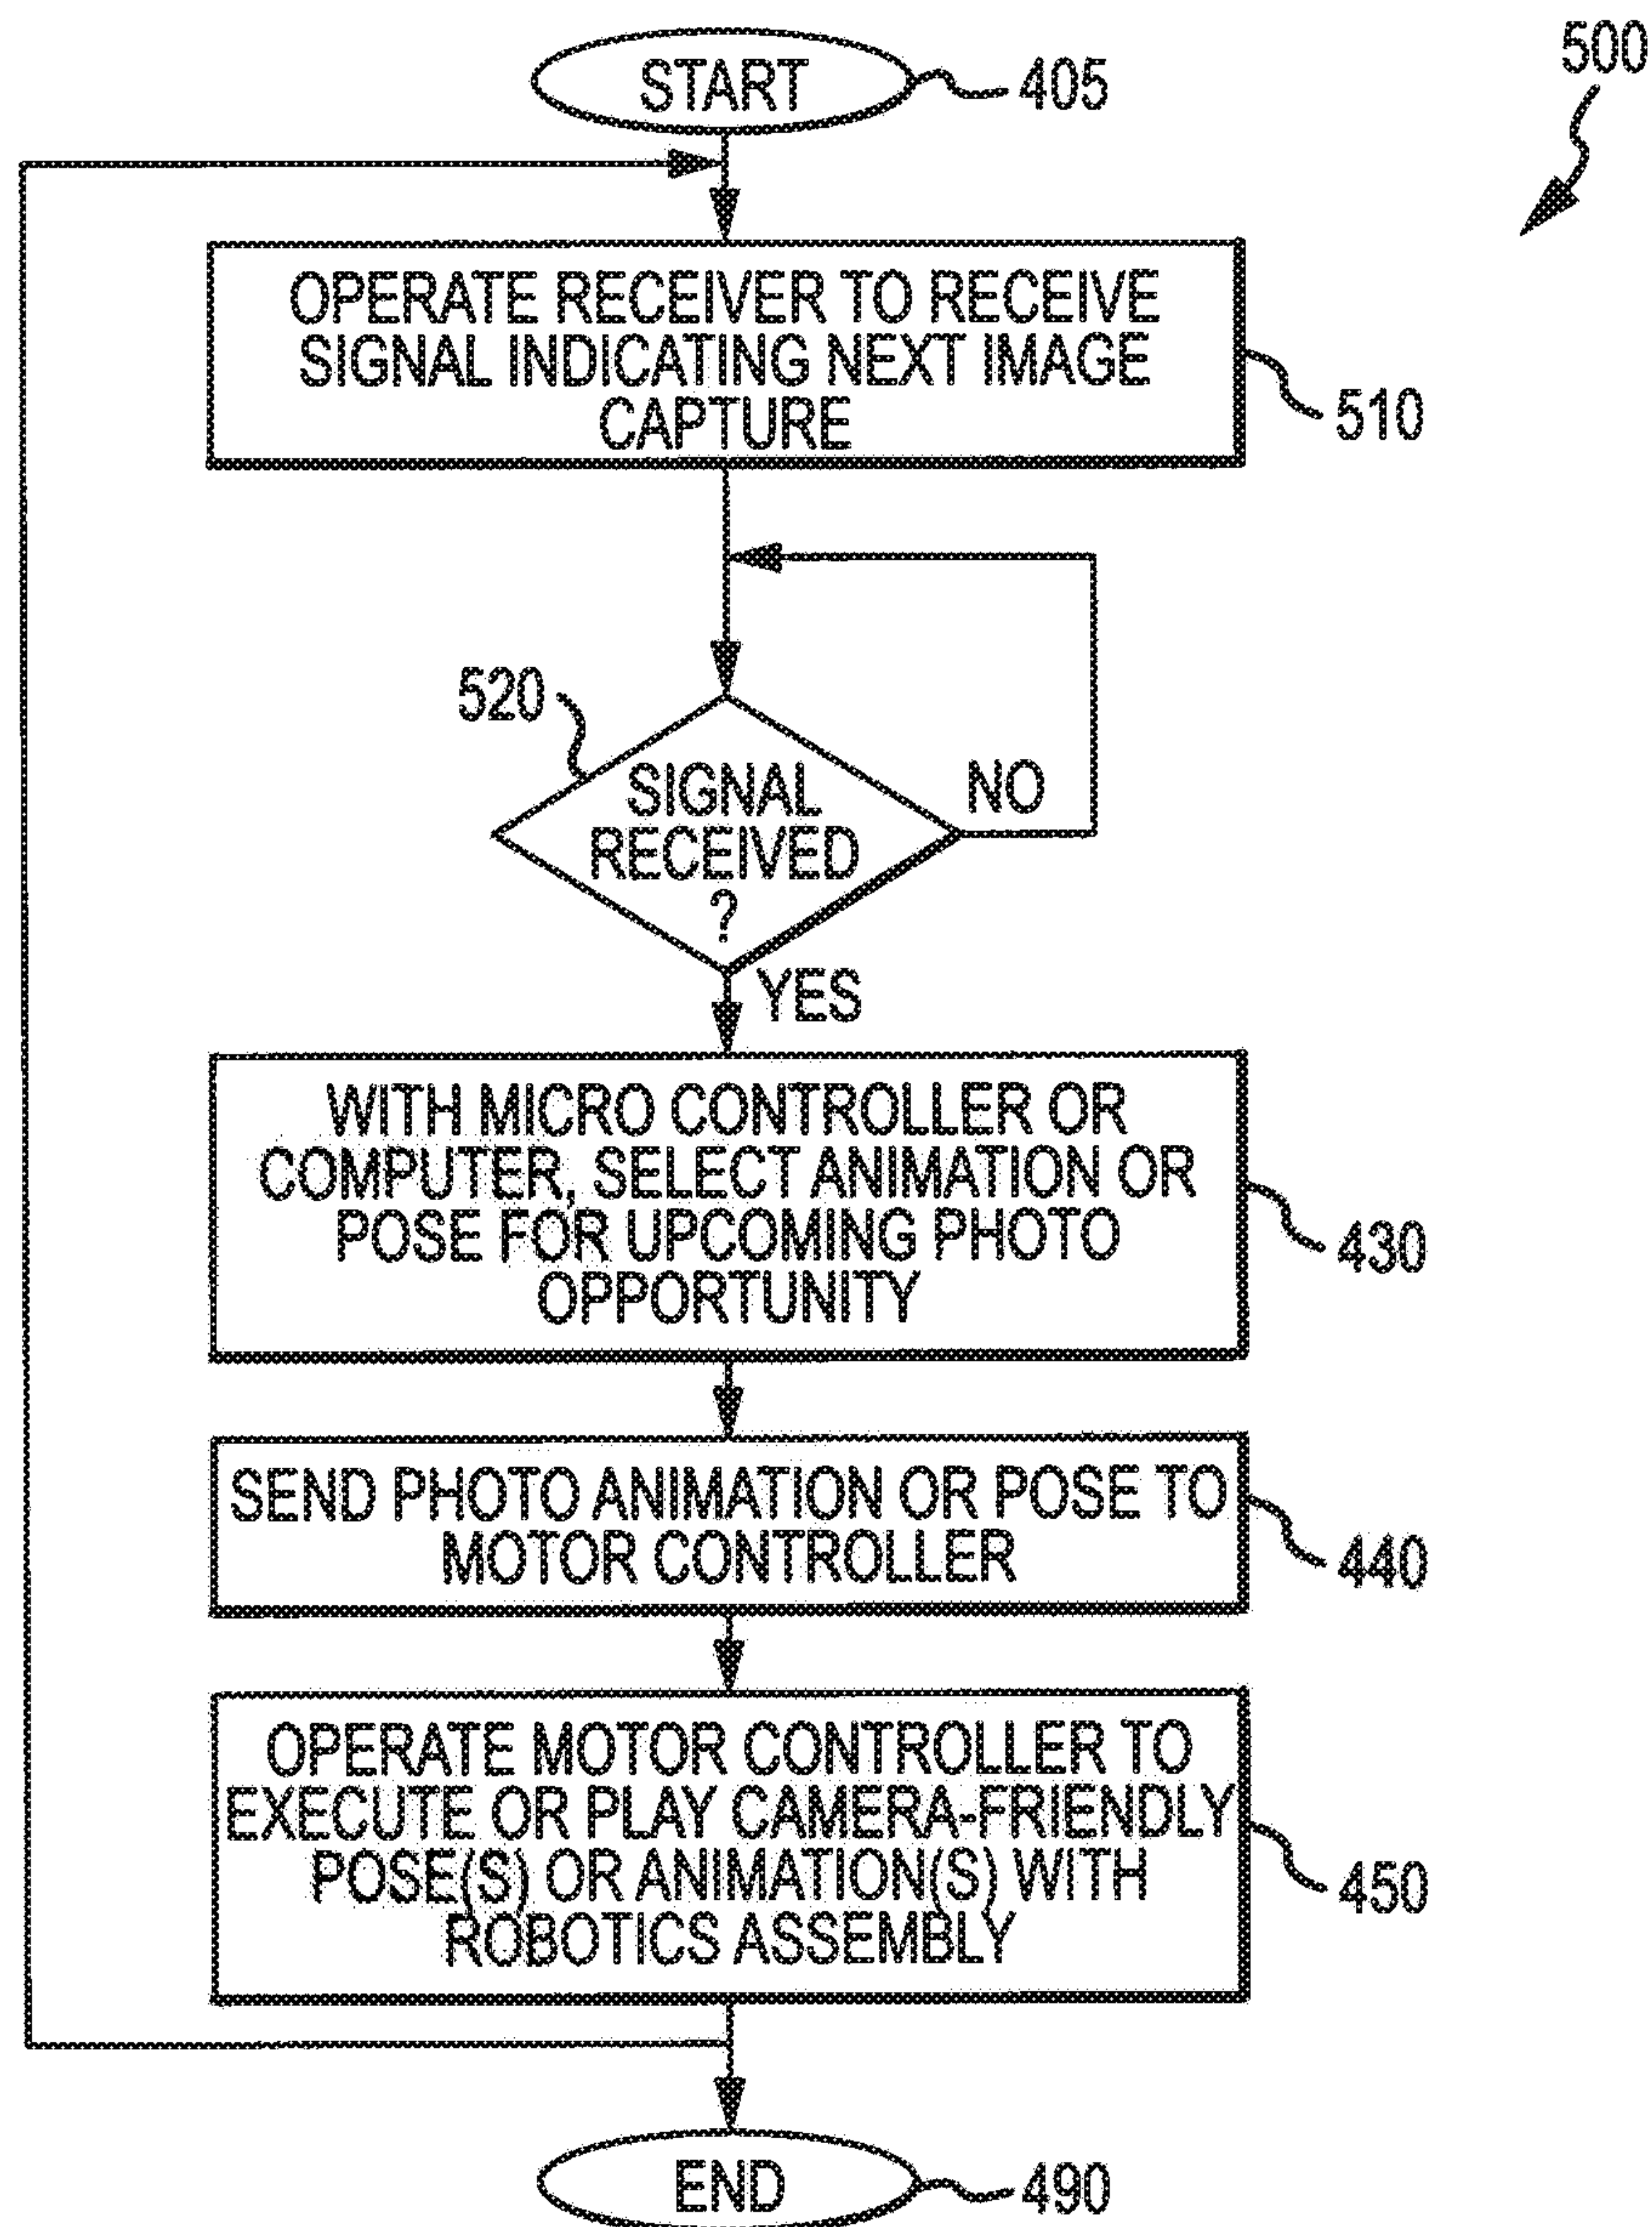 500
START
405
OPERATE RECEIVER TO RECEIVE
SIGNAL INDICATING NEXT IMAGE
CAPTURE
510
520
SIGNAL
RECEIVED
?
NO
YES
WITH MICRO CONTROLLER OR
COMPUTER, SELECT ANIMATION OR
POSE FOR UPCOMING PHOTO
OPPORTUNITY
430
SEND PHOTO ANIMATION OR POSE TO
MOTOR CONTROLLER
440
OPERATE MOTOR CONTROLLER TO
EXECUTE OR PLAY CAMERA-FRIENDLY
POSE(S) OR ANIMATION(S) WITH
ROBOTICS ASSEMBLY
450
END
490